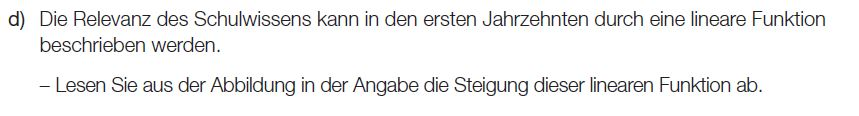 d) Die Relevanz des Schulwissens kann in den ersten Jahrzehnten durch eine lineare Funktion
beschrieben werden.
– Lesen Sie aus der Abbildung in der Angabe die Steigung dieser linearen Funktion ab.